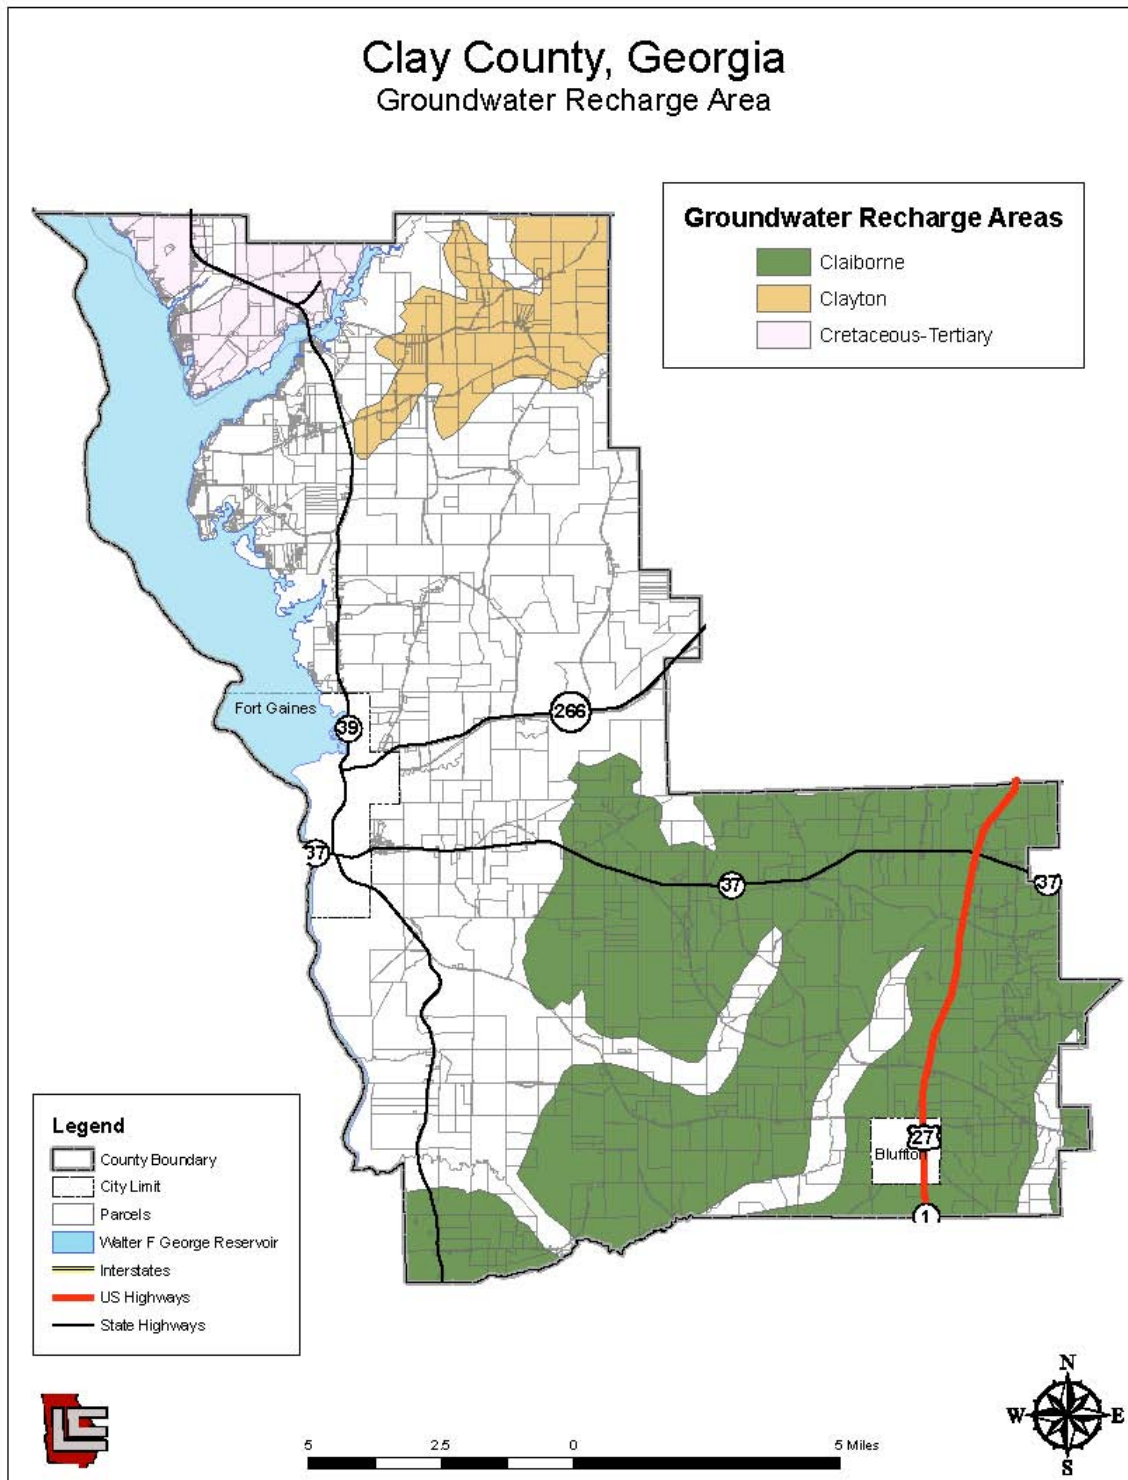 Clay County, Georgia
Groundwater Recharge Area
Groundwater Recharge Areas
Claiborne
Clayton
Cretaceous-Tertiary
Fort Gaines
39
266
37
37
37
27
Bluffton
1
Legend
County Boundary
City Limit
Parcels
Walter F George Reservoir
Interstates
US Highways
State Highways
N
W
E
S
5
2.5
0
5 Miles